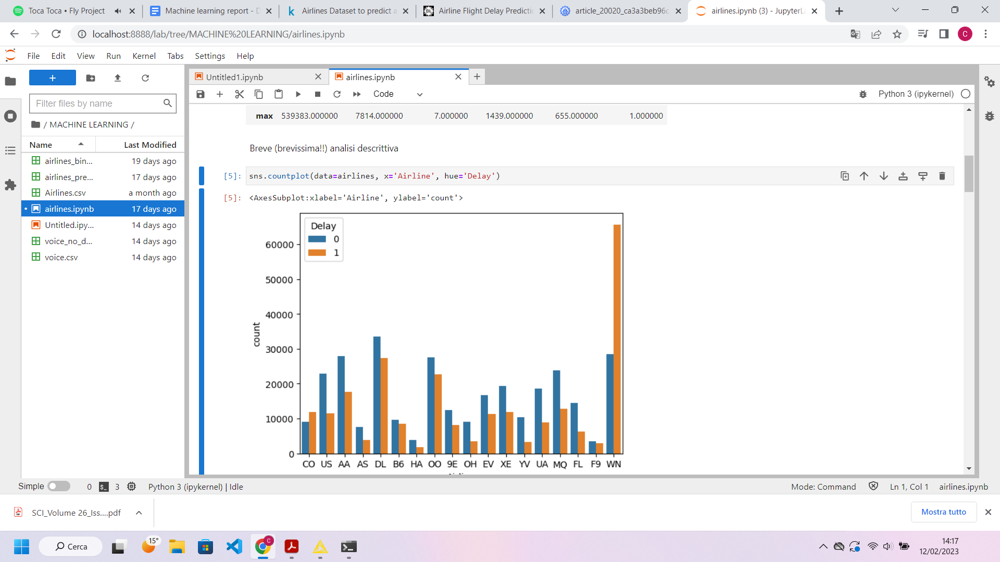 Toca Toca • Fly Project
Machine learning report - D
Airlines Dataset to predict a
Airline Flight Delay Predictio
article_20020_ca3a3beb96c
airlines.ipynb (3) - JupyterLa
localhost:8888/lab/tree/MACHINE%20LEARNING/airlines.ipynb
C
File Edit View Run Kernel Tabs Settings Help
Untitled1.ipynb
airlines.ipynb
Code
Python 3 (ipykernel)
Filter files by name
/ MACHINE LEARNING /
Name Last Modified
airlines_bin... 19 days ago
airlines_pre... 17 days ago
Airlines.csv a month ago
airlines.ipynb 17 days ago
Untitled.ipy... 14 days ago
voice_no_d... 14 days ago
voice.csv 14 days ago
max 539383.000000 7814.000000 7.000000 1439.000000 655.000000 1.000000
Breve (brevissima!!) analisi descrittiva
[5]: sns.countplot(data=airlines, x='Airline', hue='Delay')
[5]: <AxesSubplot:xlabel='Airline', ylabel='count'>
Delay
0
1
60000
50000
40000
30000
20000
10000
0
count
CO US AA AS DL B6 HA OO 9E OH EV XE YV UA MQ FL F9 WN
Simple 0 $_ 3 Python 3 (ipykernel) | Idle
Mode: Command Ln 1, Col 1 airlines.ipynb
SCI_Volume 26_Iss....pdf
Mostra tutto
Cerca
15°
C
14:17
12/02/2023